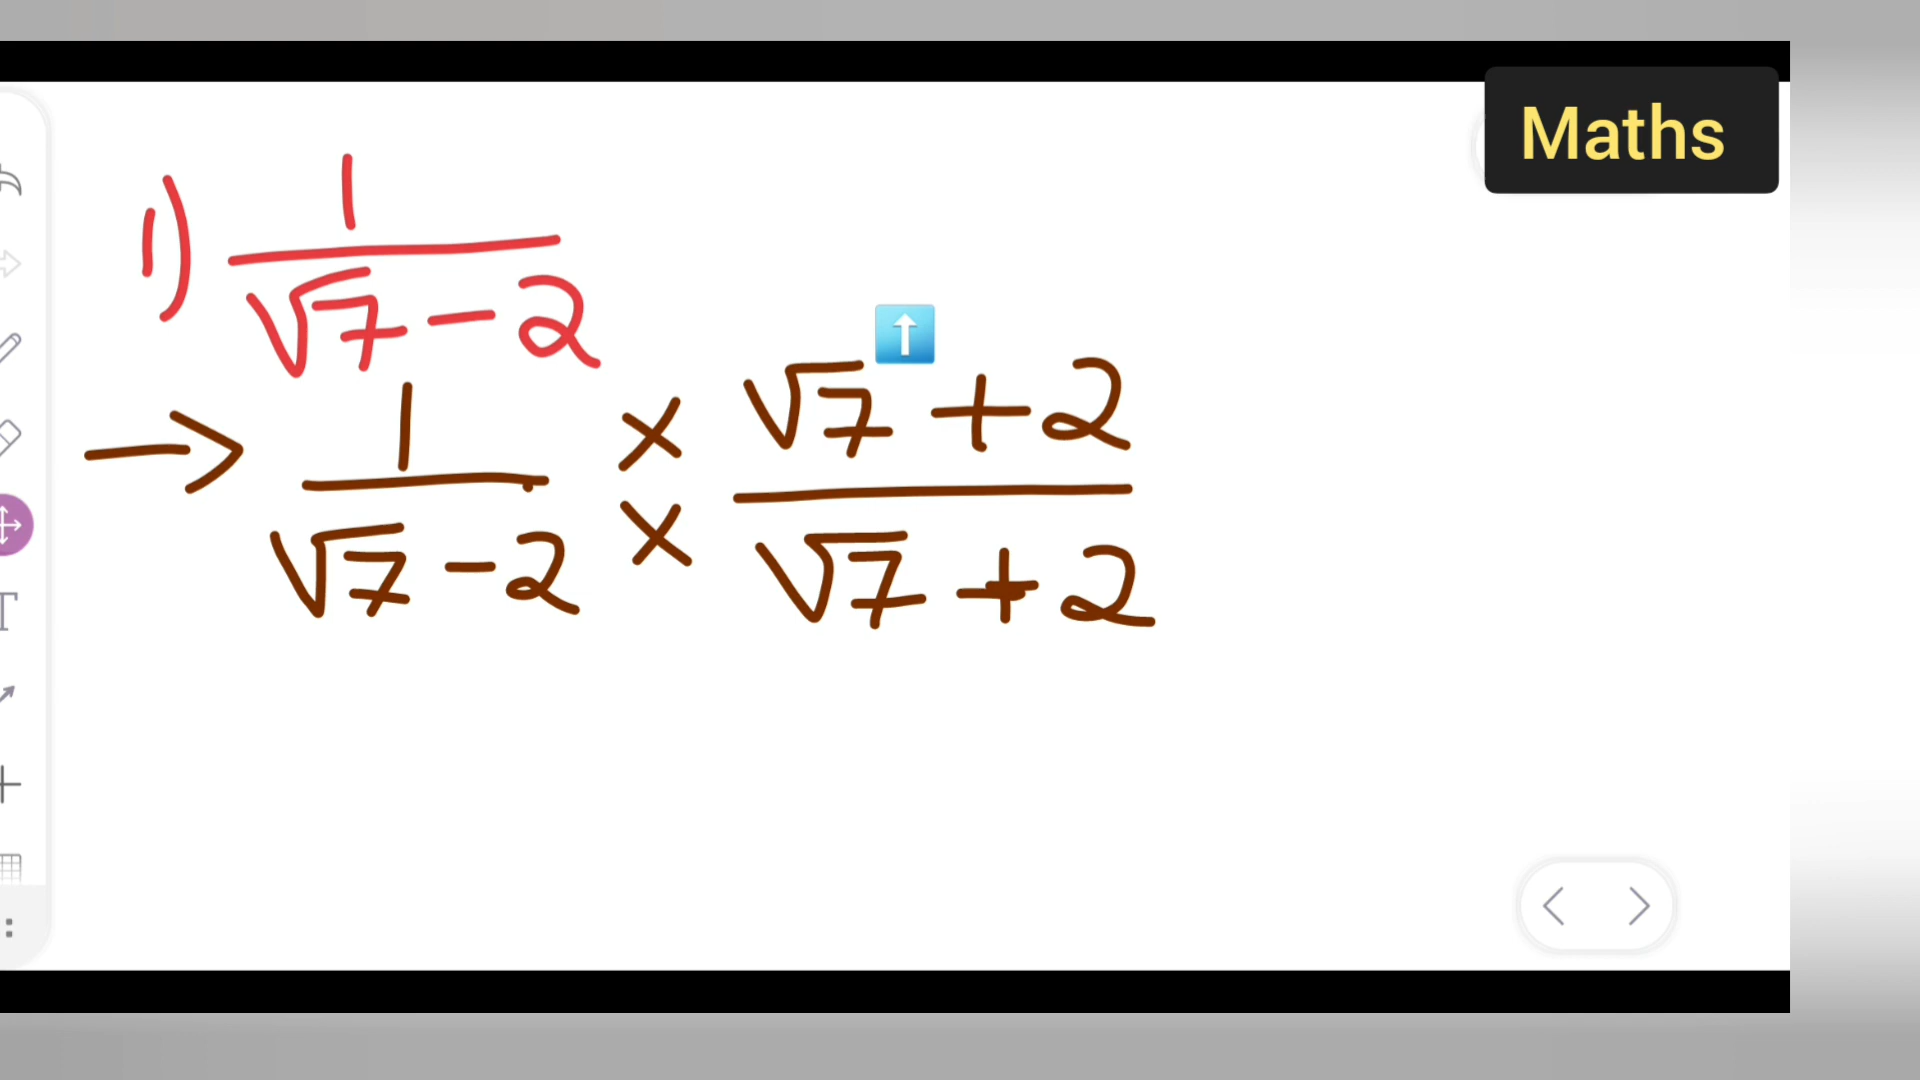 Maths
1) 1
√7 - 2
→ 1 × √7 + 2
√7 - 2 × √7 + 2